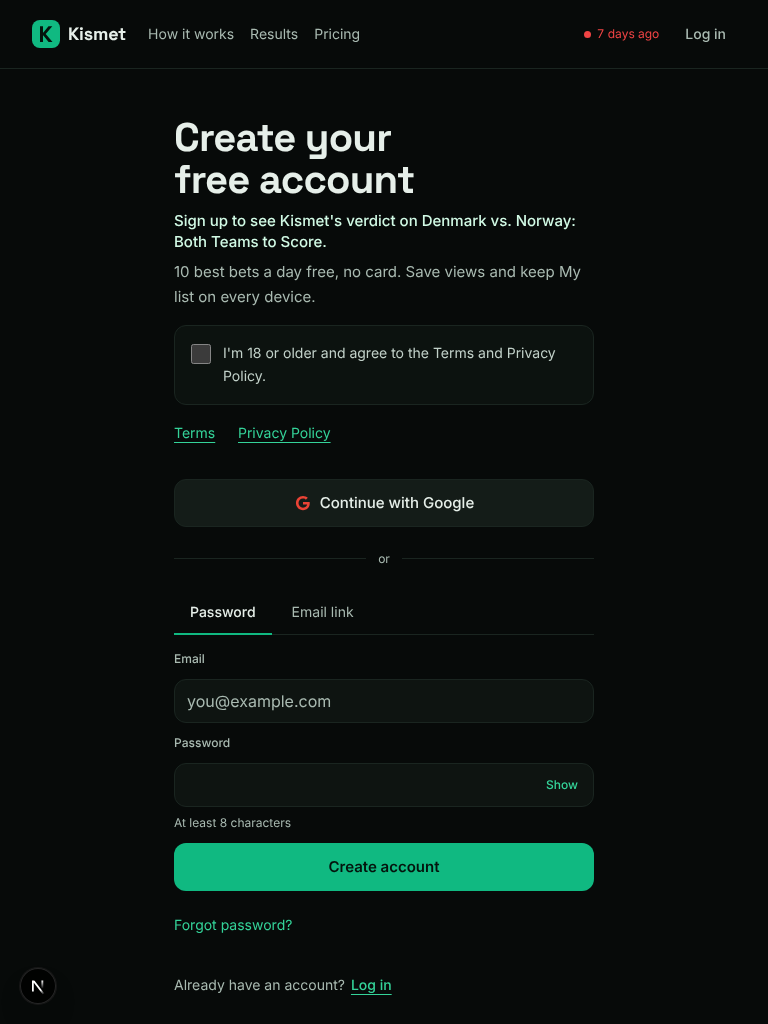 K Kismet How it works Results Pricing 7 days ago Log in
Create your
free account
Sign up to see Kismet's verdict on Denmark vs. Norway:
Both Teams to Score.
10 best bets a day free, no card. Save views and keep My
list on every device.
I'm 18 or older and agree to the Terms and Privacy
Policy.
Terms Privacy Policy
G Continue with Google
or
Password Email link
Email
you@example.com
Password
Show
At least 8 characters
Create account
Forgot password?
Already have an account? Log in
N